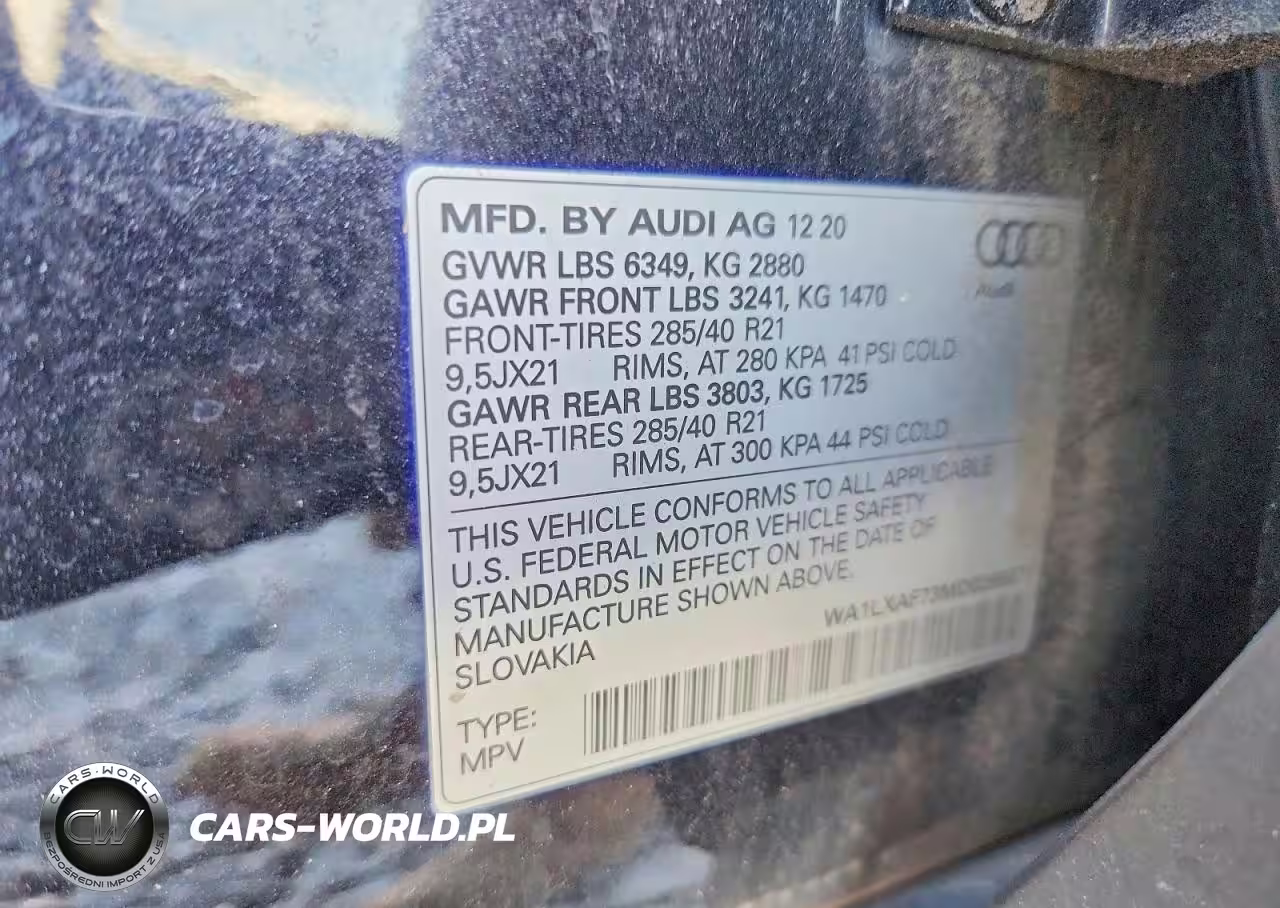 MFD. BY AUDI AG 12 20
GVWR LBS 6349, KG 2880
GAWR FRONT LBS 3241, KG 1470
Audi
FRONT-TIRES 285/40 R21
9,5JX21 RIMS, AT 280 KPA 41 PSI COLD
GAWR REAR LBS 3803, KG 1725
REAR-TIRES 285/40 R21
9,5JX21 RIMS, AT 300 KPA 44 PSI COLD
THIS VEHICLE CONFORMS TO ALL APPLICABLE
U.S. FEDERAL MOTOR VEHICLE SAFETY
STANDARDS IN EFFECT ON THE DATE OF
MANUFACTURE SHOWN ABOVE.
SLOVAKIA
TYPE:
MPV
CARS-WORLD
CW
BEZPOŚREDNI IMPORT Z USA
CARS-WORLD.PL